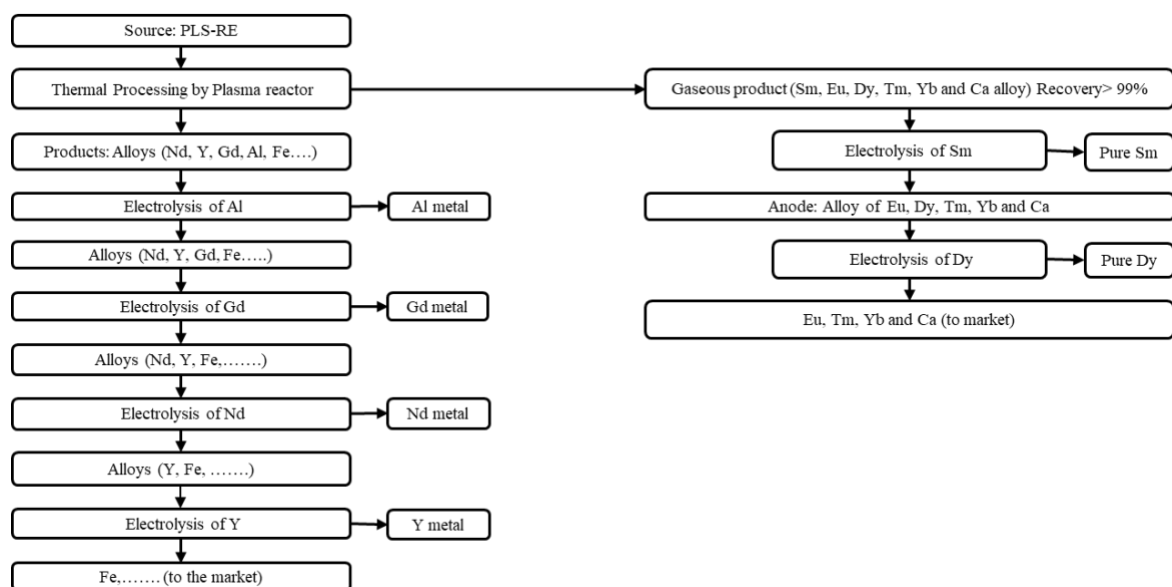 Source: PLS-RE
Thermal Processing by Plasma reactor
Products: Alloys (Nd, Y, Gd, Al, Fe….)
Electrolysis of Al
Al metal
Alloys (Nd, Y, Gd, Fe…..)
Electrolysis of Gd
Gd metal
Alloys (Nd, Y, Fe,…….)
Electrolysis of Nd
Nd metal
Alloys (Y, Fe, …….)
Electrolysis of Y
Y metal
Fe,……. (to the market)
Gaseous product (Sm, Eu, Dy, Tm, Yb and Ca alloy) Recovery> 99%
Electrolysis of Sm
Pure Sm
Anode: Alloy of Eu, Dy, Tm, Yb and Ca
Electrolysis of Dy
Pure Dy
Eu, Tm, Yb and Ca (to market)